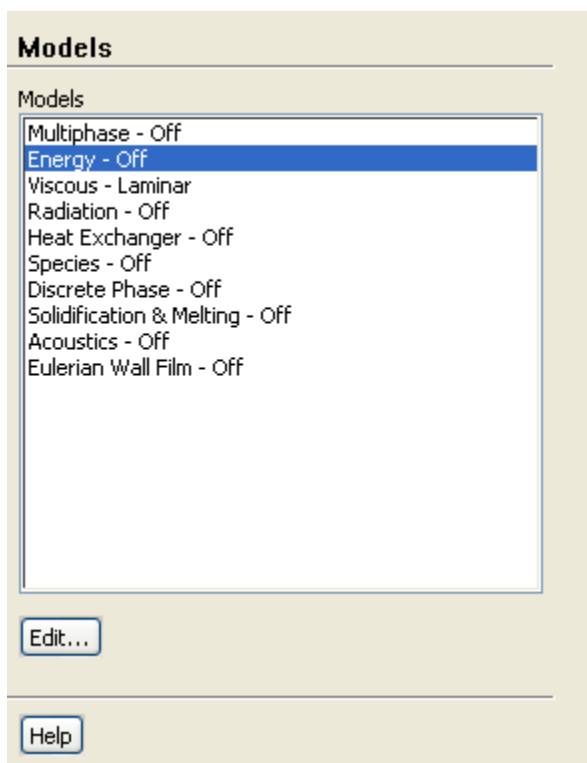 Models
Models
Multiphase - Off
Energy - Off
Viscous - Laminar
Radiation - Off
Heat Exchanger - Off
Species - Off
Discrete Phase - Off
Solidification & Melting - Off
Acoustics - Off
Eulerian Wall Film - Off
Edit...
Help